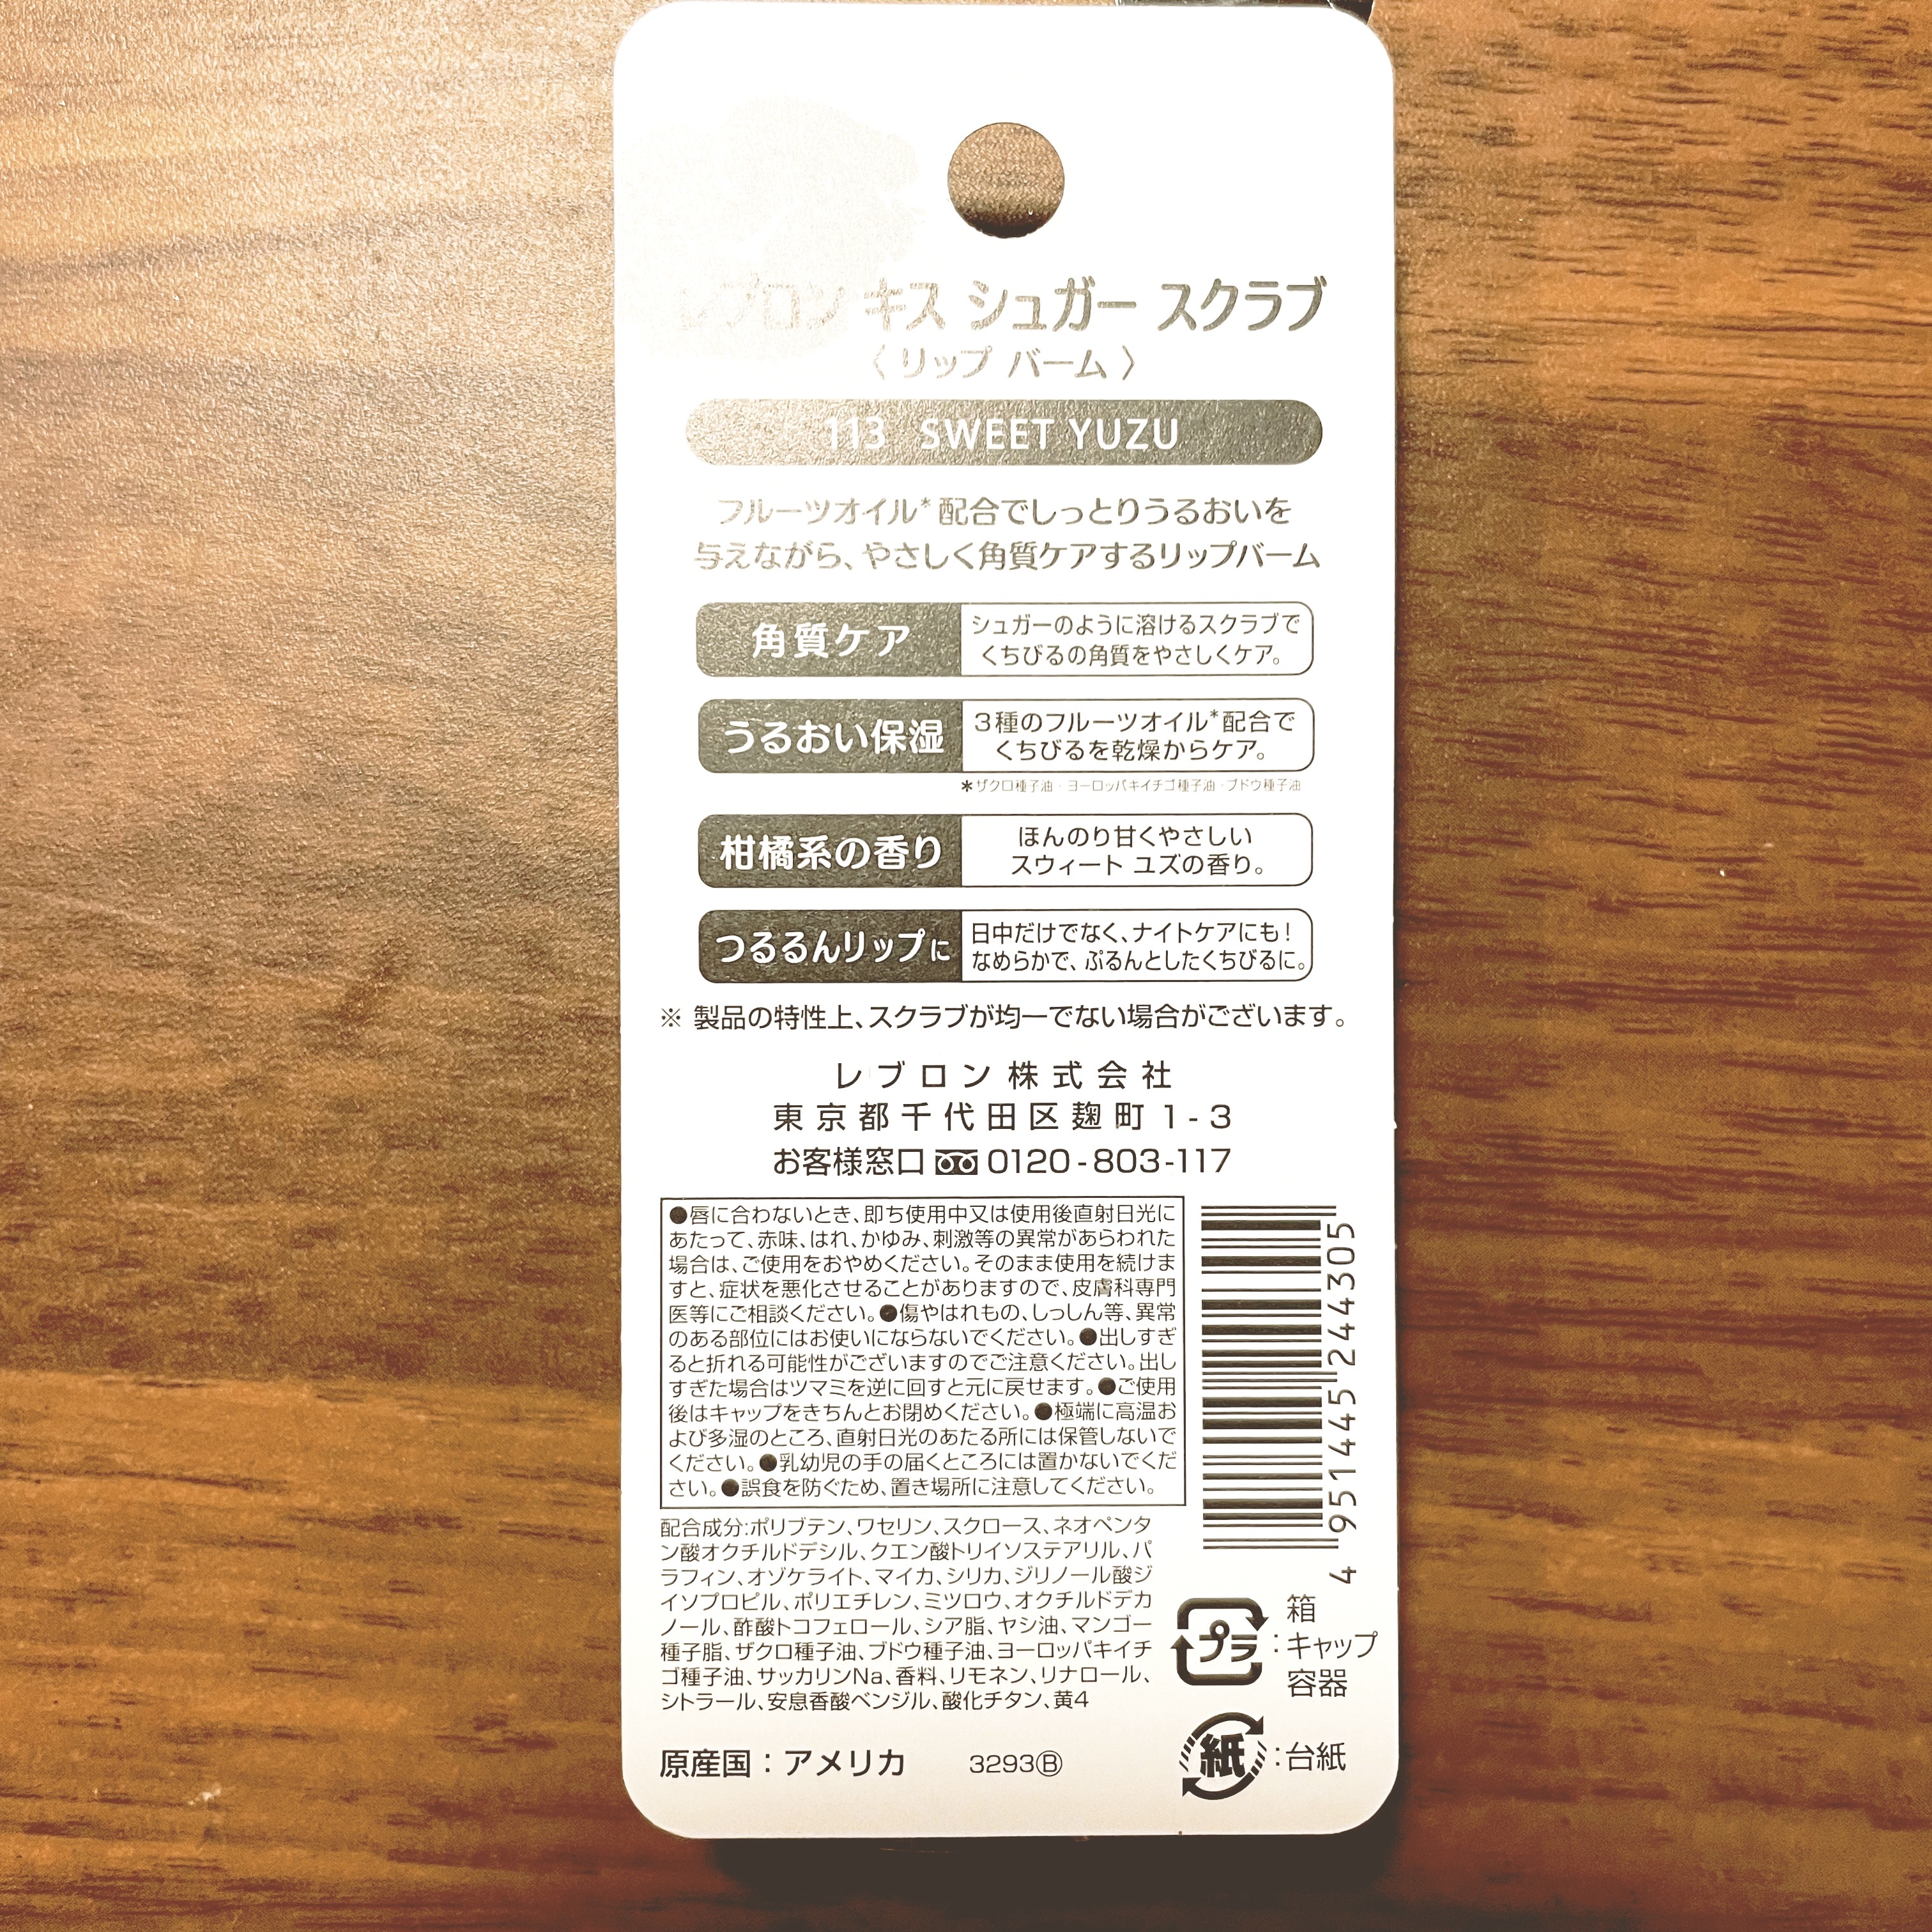 レブロン キス シュガー スクラブ
〈リップ バーム〉
113 SWEET YUZU
フルーツオイル*配合でしっとりうるおいを
与えながら、やさしく角質ケアするリップバーム
角質ケア
シュガーのように溶けるスクラブで
くちびるの角質をやさしくケア。
うるおい保湿
3種のフルーツオイル*配合で
くちびるを乾燥からケア。
*ザクロ種子油・ヨーロッパキイチゴ種子油・ブドウ種子油
柑橘系の香り
ほんのり甘くやさしい
スウィート ユズの香り。
つるるんリップに
日中だけでなく、ナイトケアにも!
なめらかで、ぷるんとしたくちびるに。
※ 製品の特性上、スクラブが均一でない場合がございます。
レブロン株式会社
東京都千代田区麹町1-3
お客様窓口 0120-803-117
●唇に合わないとき、即ち使用中又は使用後直射日光に
あたって、赤味、はれ、かゆみ、刺激等の異常があらわれた
場合は、ご使用をおやめください。そのまま使用を続けま
すと、症状を悪化させることがありますので、皮膚科専門
医等にご相談ください。●傷やはれもの、しっしん等、異常
のある部位にはお使いにならないでください。●出しすぎ
ると折れる可能性がございますのでご注意ください。出し
すぎた場合はツマミを逆に回すと元に戻せます。●ご使用
後はキャップをきちんとお閉めください。●極端に高温お
よび多湿のところ、直射日光のあたる所には保管しないで
ください。●乳幼児の手の届くところには置かないでくだ
さい。●誤食を防ぐため、置き場所に注意してください。
4 951445 244305
配合成分:ポリブテン、ワセリン、スクロース、ネオペンタ
ン酸オクチルドデシル、クエン酸トリイソステアリル、パ
ラフィン、オゾケライト、マイカ、シリカ、ジリノール酸ジ
イソプロピル、ポリエチレン、ミツロウ、オクチルドデカ
ノール、酢酸トコフェロール、シア脂、ヤシ油、マンゴー
種子脂、ザクロ種子油、ブドウ種子油、ヨーロッパキイチ
ゴ種子油、サッカリンNa、香料、リモネン、リナロール、
シトラール、安息香酸ベンジル、酸化チタン、黄4
箱
プラ:キャップ
容器
紙:台紙
原産国:アメリカ 3293Ⓑ